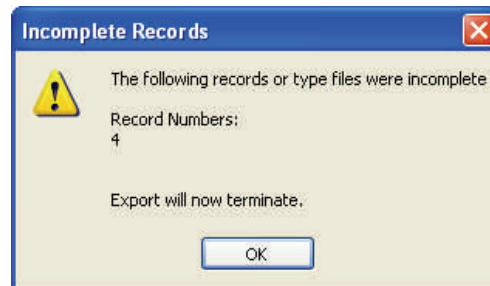 Incomplete Records
The following records or type files were incomplete
Record Numbers:
4
Export will now terminate.
OK